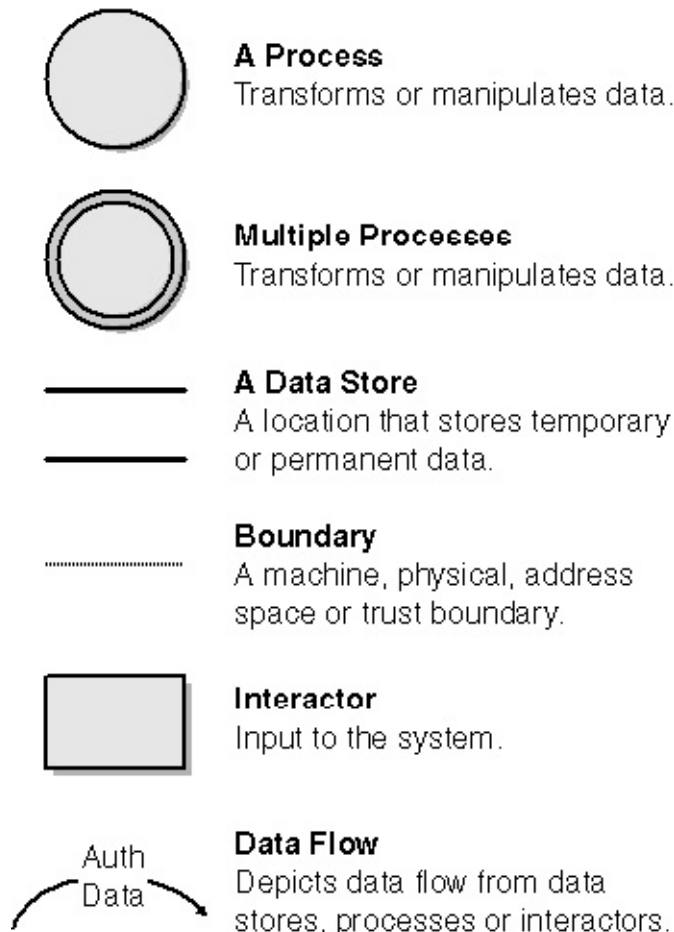 A Process
Transforms or manipulates data.
Multiple Processes
Transforms or manipulates data.
A Data Store
A location that stores temporary
or permanent data.
Boundary
A machine, physical, address
space or trust boundary.
Interactor
Input to the system.
Auth
Data
Data Flow
Depicts data flow from data
stores, processes or interactors.